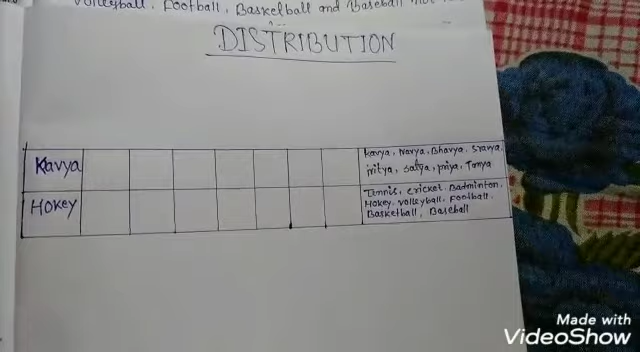 Volleyball, Football, Basketball and Baseball not
DISTRIBUTION
Kavya
Kavya, Navya, Bhavya, Sravya,
Nitya, Satya, Priya, Tanya
Hokey
Tennis, cricket, Badminton,
Hokey, volleyball, Football,
Basketball, Baseball
Made with
VideoShow